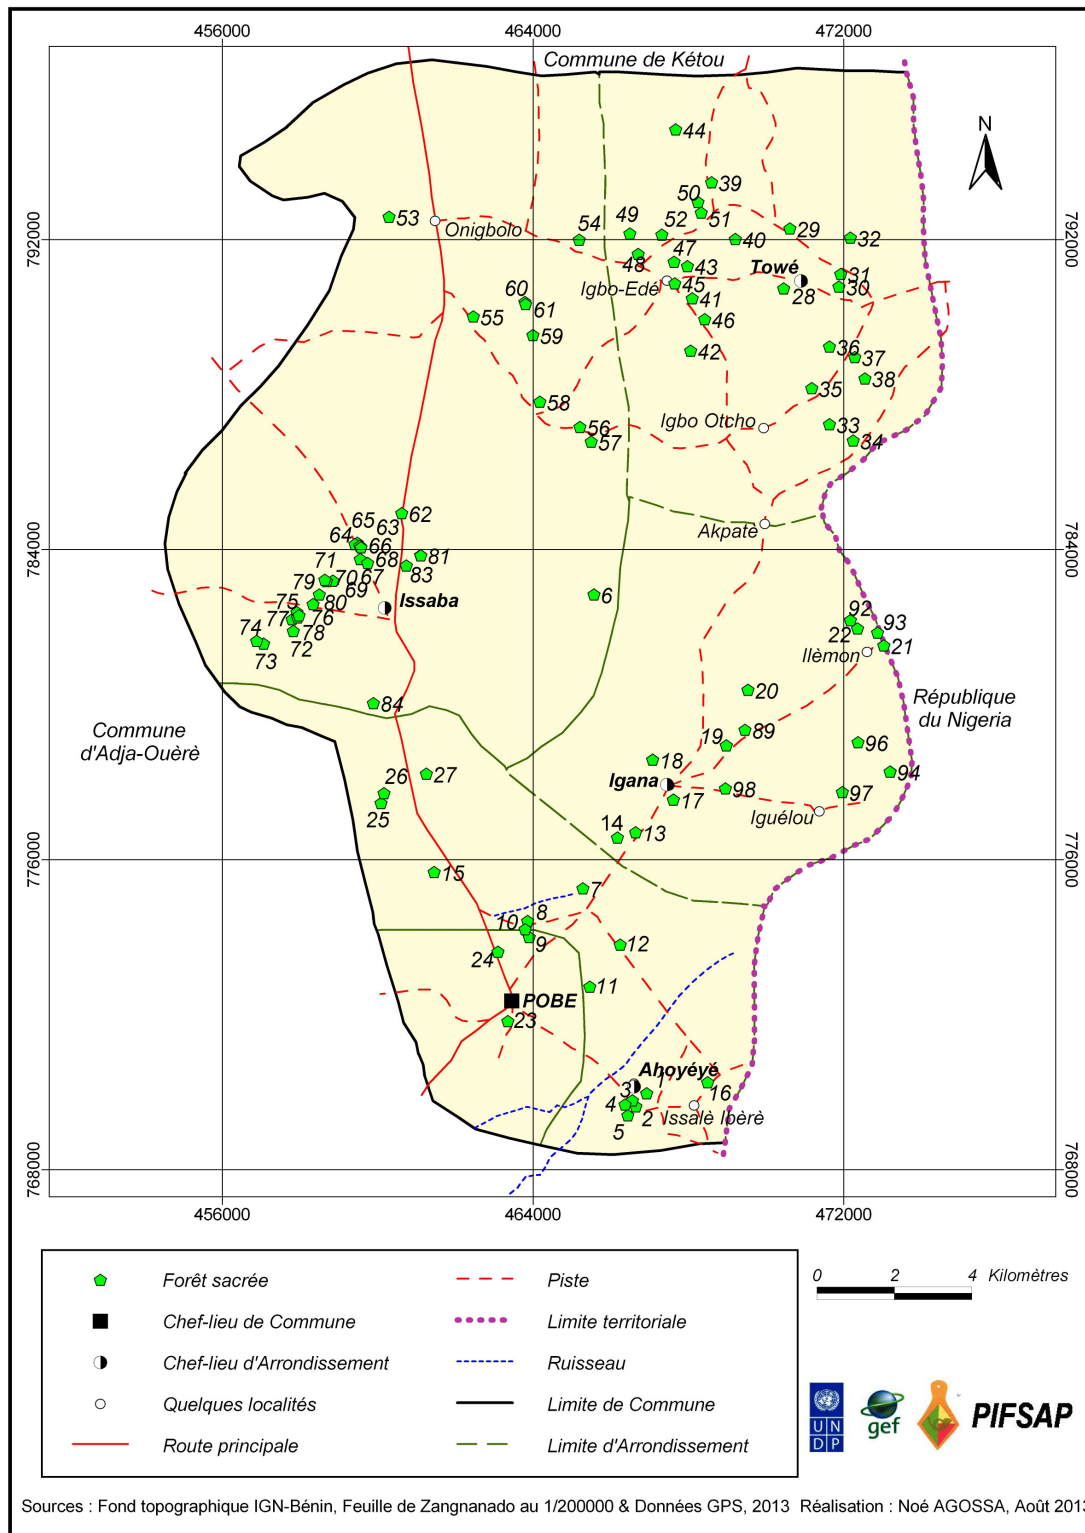 456000 464000 472000
Commune de Kétou
44
N
39
50
51
53
Onigbolo
54
49
52
40
29
32
792000
792000
48
47
43
Igbo-Edé
45
Towé
28
31
30
60
61
41
55
46
59
42
36
37
38
35
58
56
57
Igbo Otcho
33
34
62
Akpatè
65
63
64
66
81
784000
784000
71
68
83
79
70
67
69
6
Issaba
75
80
77
76
74
78
72
73
92
93
22
21
Ilèmon
20
République
du Nigeria
84
Commune
d'Adja-Ouèrè
89
19
96
18
27
94
26
Igana
98
97
25
17
Iguélou
14
13
776000
776000
15
7
8
10
9
12
24
11
POBE
23
Ahoyéyé
3
1
16
4
2
Issalè Ibèrè
5
768000
768000
456000 464000 472000
Forêt sacrée
Chef-lieu de Commune
Chef-lieu d'Arrondissement
Quelques localités
Route principale
Piste
Limite territoriale
Ruisseau
Limite de Commune
Limite d'Arrondissement
0 2 4 Kilomètres
U N
D P
gef
PIFSAP
Sources : Fond topographique IGN-Bénin, Feuille de Zangnanado au 1/200000 & Données GPS, 2013 Réalisation : Noé AGOSSA, Août 2013